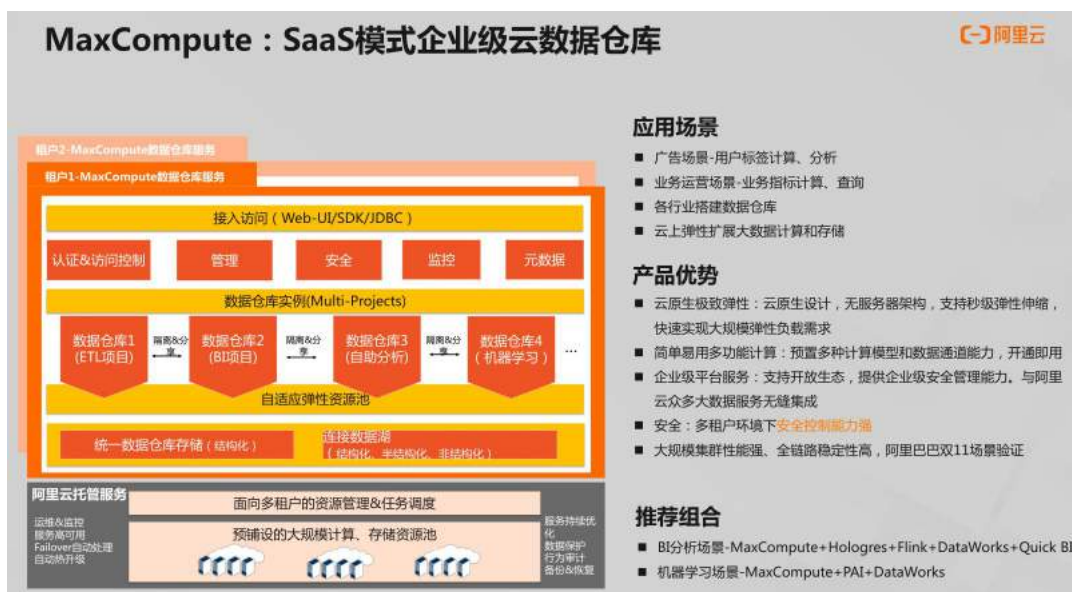 MaxCompute：SaaS模式企业级云数据仓库
阿里云
租户2-MaxCompute数据仓库服务
租户1-MaxCompute数据仓库服务
接入访问（Web-UI/SDK/JDBC）
认证&访问控制
管理
安全
监控
元数据
数据仓库实例(Multi-Projects)
数据仓库1
(ETL项目)
隔离&分
享
数据仓库2
(BI项目)
隔离&分
享
数据仓库3
(自助分析)
隔离&分
享
数据仓库4
(机器学习)
...
自适应弹性资源池
统一数据仓库存储（结构化）
连接数据湖
（结构化、半结构化、非结构化）
阿里云托管服务
运维&监控
服务高可用
Failover自动处理
自动热升级
面向多租户的资源管理&任务调度
预铺设的大规模计算、存储资源池
服务持续优
化
数据保护
行为审计
备份&恢复
应用场景
■ 广告场景-用户标签计算、分析
■ 业务运营场景-业务指标计算、查询
■ 各行业搭建数据仓库
■ 云上弹性扩展大数据计算和存储
产品优势
■ 云原生极致弹性：云原生设计，无服务器架构，支持秒级弹性伸缩，
快速实现大规模弹性负载需求
■ 简单易用多功能计算：预置多种计算模型和数据通道能力，开通即用
■ 企业级平台服务：支持开放生态，提供企业级安全管理能力。与阿里
云众多大数据服务无缝集成
■ 安全：多租户环境下安全控制能力强
■ 大规模集群性能强、全链路稳定性高，阿里巴巴双11场景验证
推荐组合
■ BI分析场景-MaxCompute+Hologres+Flink+DataWorks+Quick BI
■ 机器学习场景-MaxCompute+PAI+DataWorks